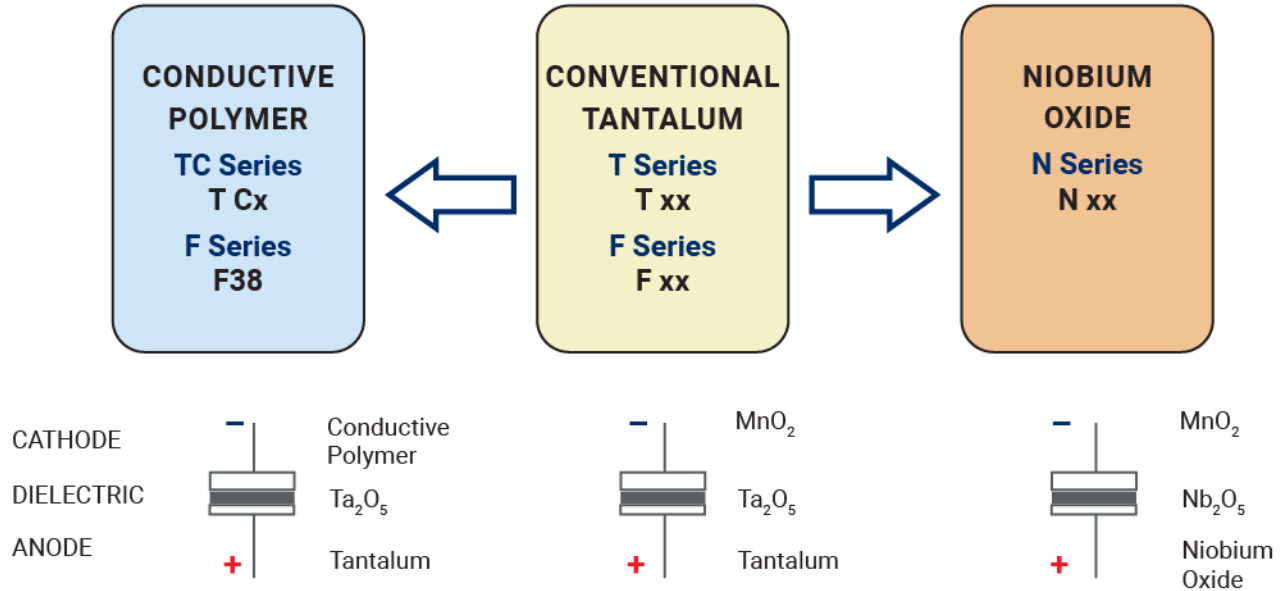 CONDUCTIVE
POLYMER
TC Series
T Cx
F Series
F38
CONVENTIONAL
TANTALUM
T Series
T xx
F Series
F xx
NIOBIUM
OXIDE
N Series
N xx
CATHODE
− Conductive
Polymer
− MnO₂
− MnO₂
DIELECTRIC
Ta₂O₅
Ta₂O₅
Nb₂O₅
ANODE
+ Tantalum
+ Tantalum
+ Niobium
Oxide